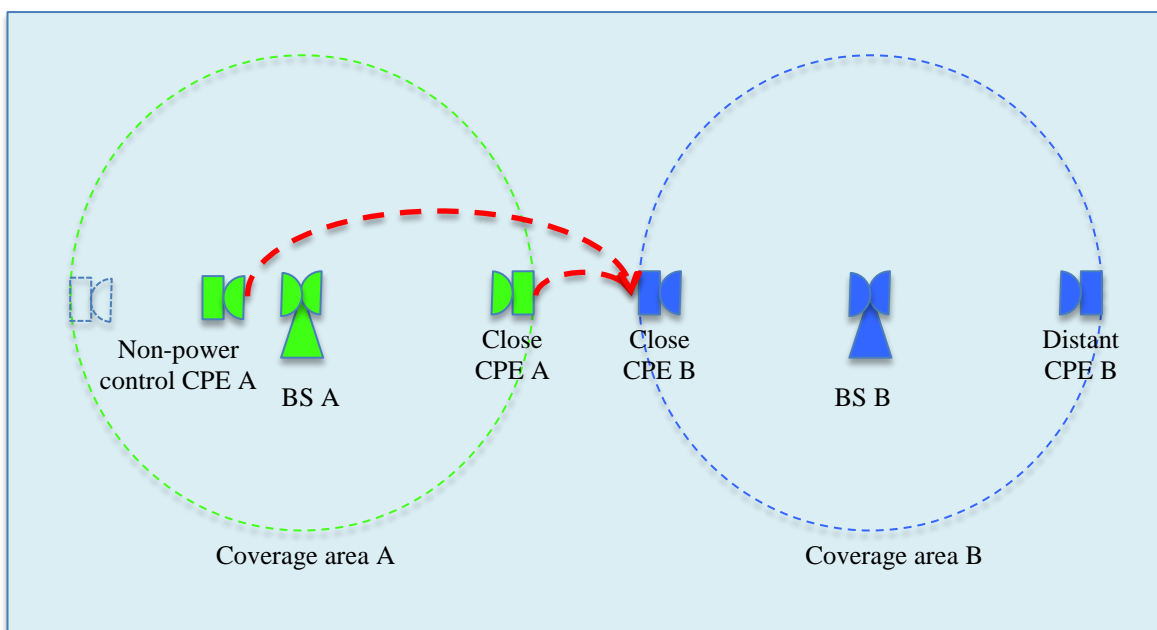 Non-power
control CPE A
BS A
Close
CPE A
Close
CPE B
BS B
Distant
CPE B
Coverage area A
Coverage area B